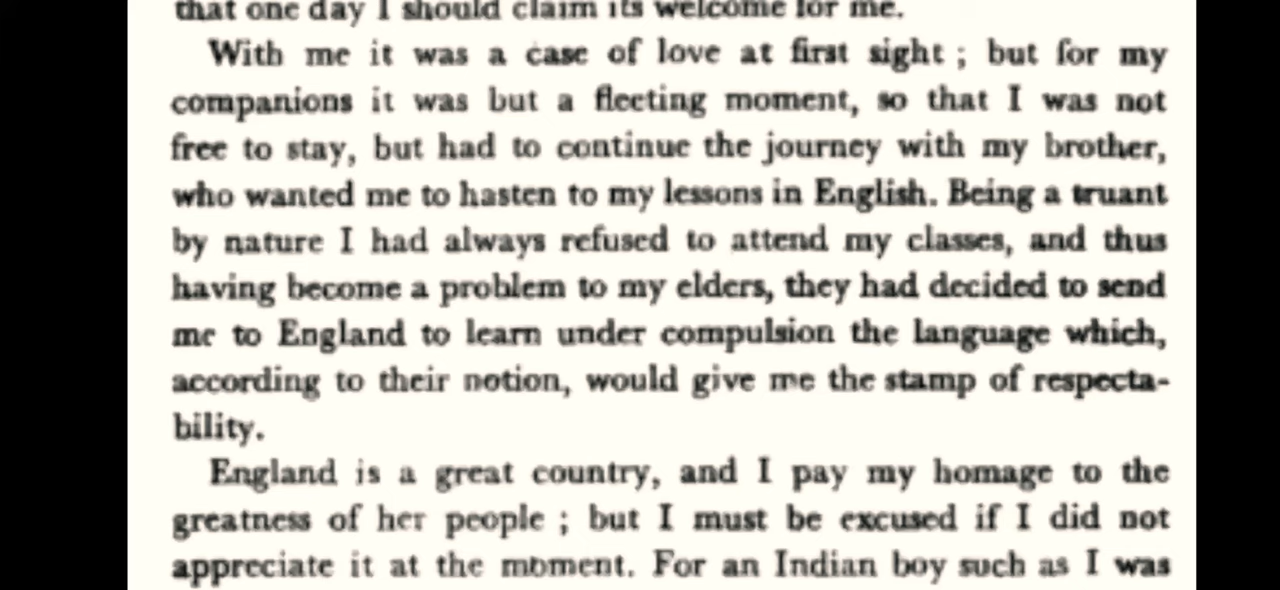 that one day I should claim its welcome for me.
With me it was a case of love at first sight ; but for my
companions it was but a fleeting moment, so that I was not
free to stay, but had to continue the journey with my brother,
who wanted me to hasten to my lessons in English. Being a truant
by nature I had always refused to attend my classes, and thus
having become a problem to my elders, they had decided to send
me to England to learn under compulsion the language which,
according to their notion, would give me the stamp of respecta-
bility.
England is a great country, and I pay my homage to the
greatness of her people ; but I must be excused if I did not
appreciate it at the moment. For an Indian boy such as I was